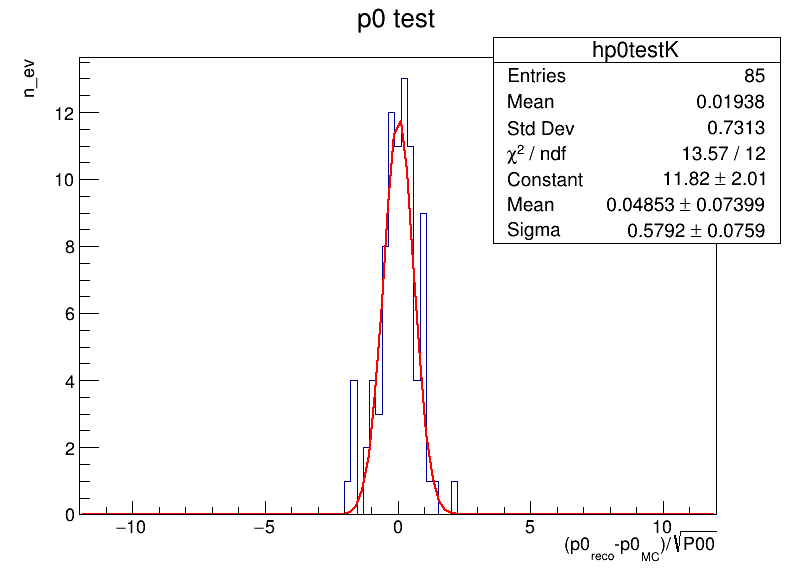 p0 test
hp0testK
Entries 85
Mean 0.01938
Std Dev 0.7313
χ² / ndf 13.57 / 12
Constant 11.82 ± 2.01
Mean 0.04853 ± 0.07399
Sigma 0.5792 ± 0.0759
n_ev
12
10
8
6
4
2
0
−10 −5 0 5 10
(p0reco-p0MC)/√P00